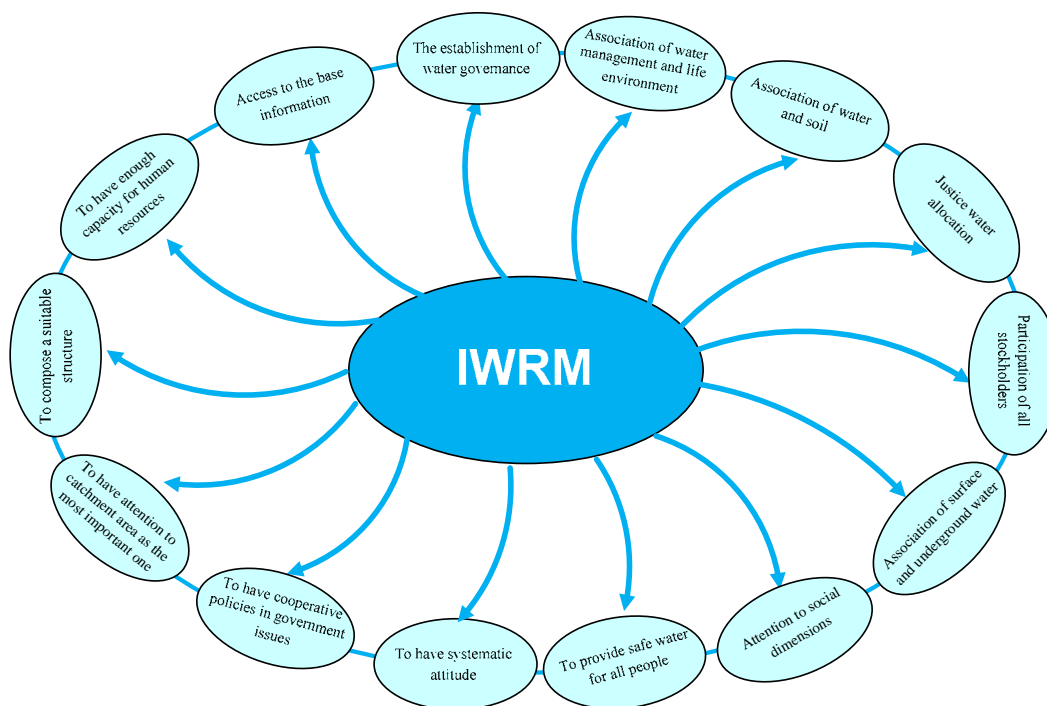 The establishment of
water governance
Association of water
management and life
environment
Association of water
and soil
Justice water
allocation
Participation of all
stockholders
Association of surface
and underground water
Attention to social
dimensions
To provide safe water
for all people
To have systematic
attitude
To have cooperative
policies in government
issues
To have attention to
catchment area as the
most important one
To compose a suitable
structure
To have enough
capacity for human
resources
Access to the base
information
IWRM